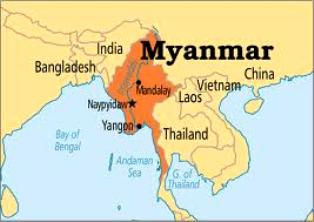 Myanmar
India
Bangladesh
China
Mandalay
Vietnam
Laos
Naypyidaw
Yangon
Thailand
Bay of
Bengal
Andaman
Sea
G. of
Thailand